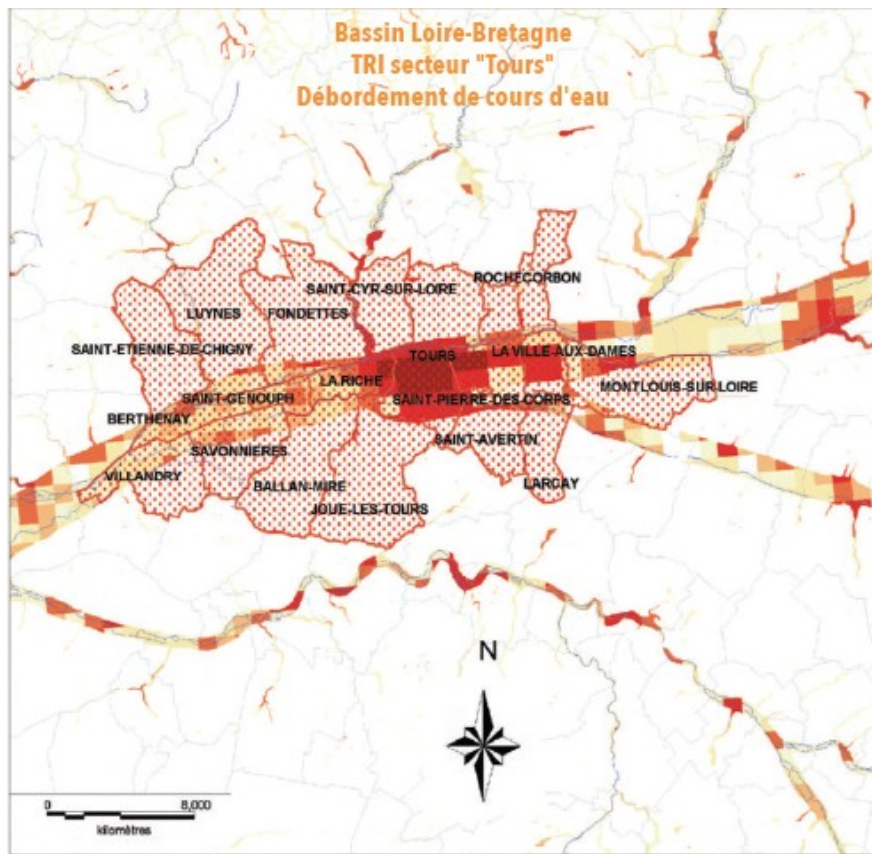 Bassin Loire-Bretagne
TRI secteur "Tours"
Débordement de cours d'eau
ROCHECORBON
SAINT-CYR-SUR-LOIRE
LUYNES
FONDETTES
SAINT-ETIENNE-DE-CHIGNY
TOURS
LA VILLE-AUX-DAMES
LA RICHE
MONTLOUIS-SUR-LOIRE
SAINT-GENOUPH
SAINT-PIERRE-DES-CORPS
BERTHENAY
SAINT-AVERTIN
SAVONNIERES
VILLANDRY
BALLAN-MIRE
LARCAY
JOUE-LES-TOURS
N
0 8,000
kilomètres